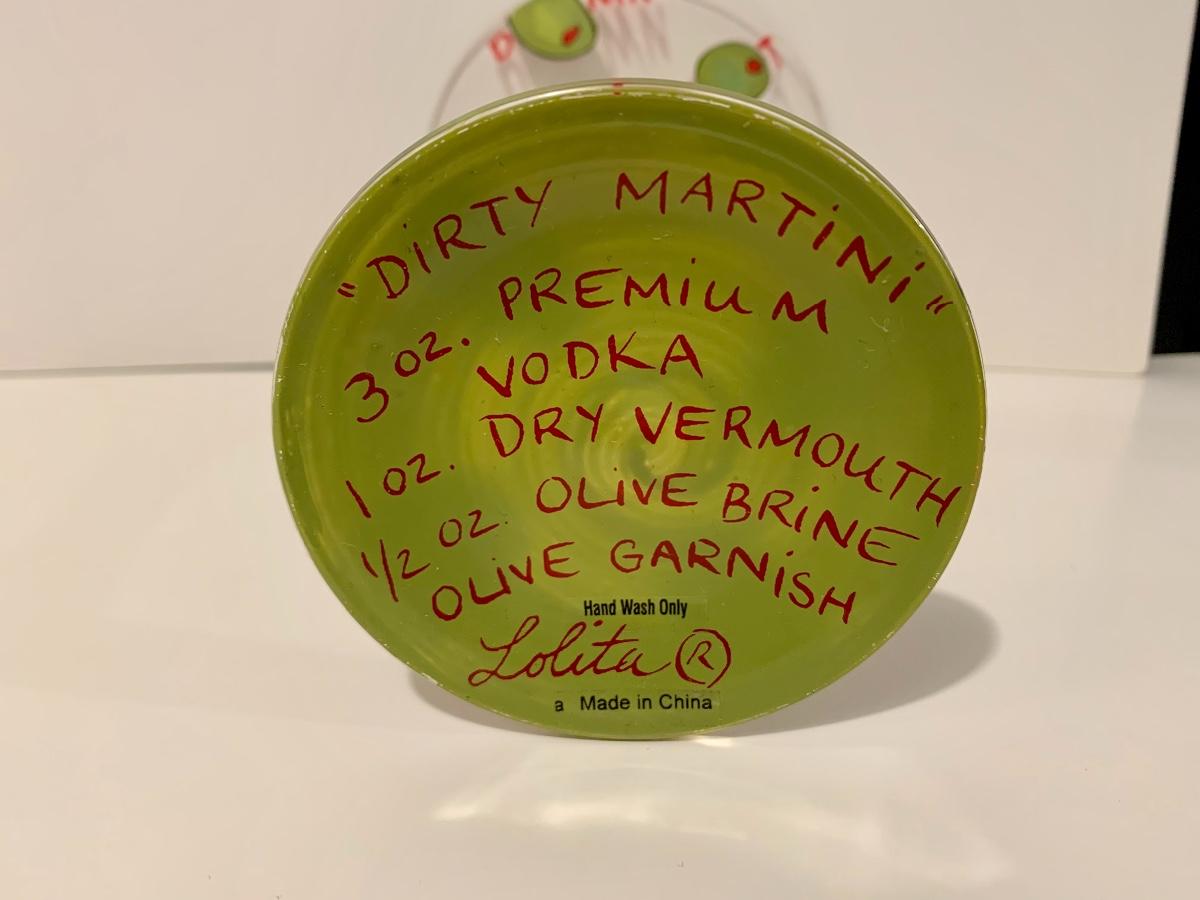 "DiRTY MARTiNi"
3 oz. PREMiUM
VODKA
1 oz. DRY VERMOUTH
1/2 oz. OLiVE BRiNE
OLiVE GARNiSH
Hand Wash Only
Lolita ®
a Made in China